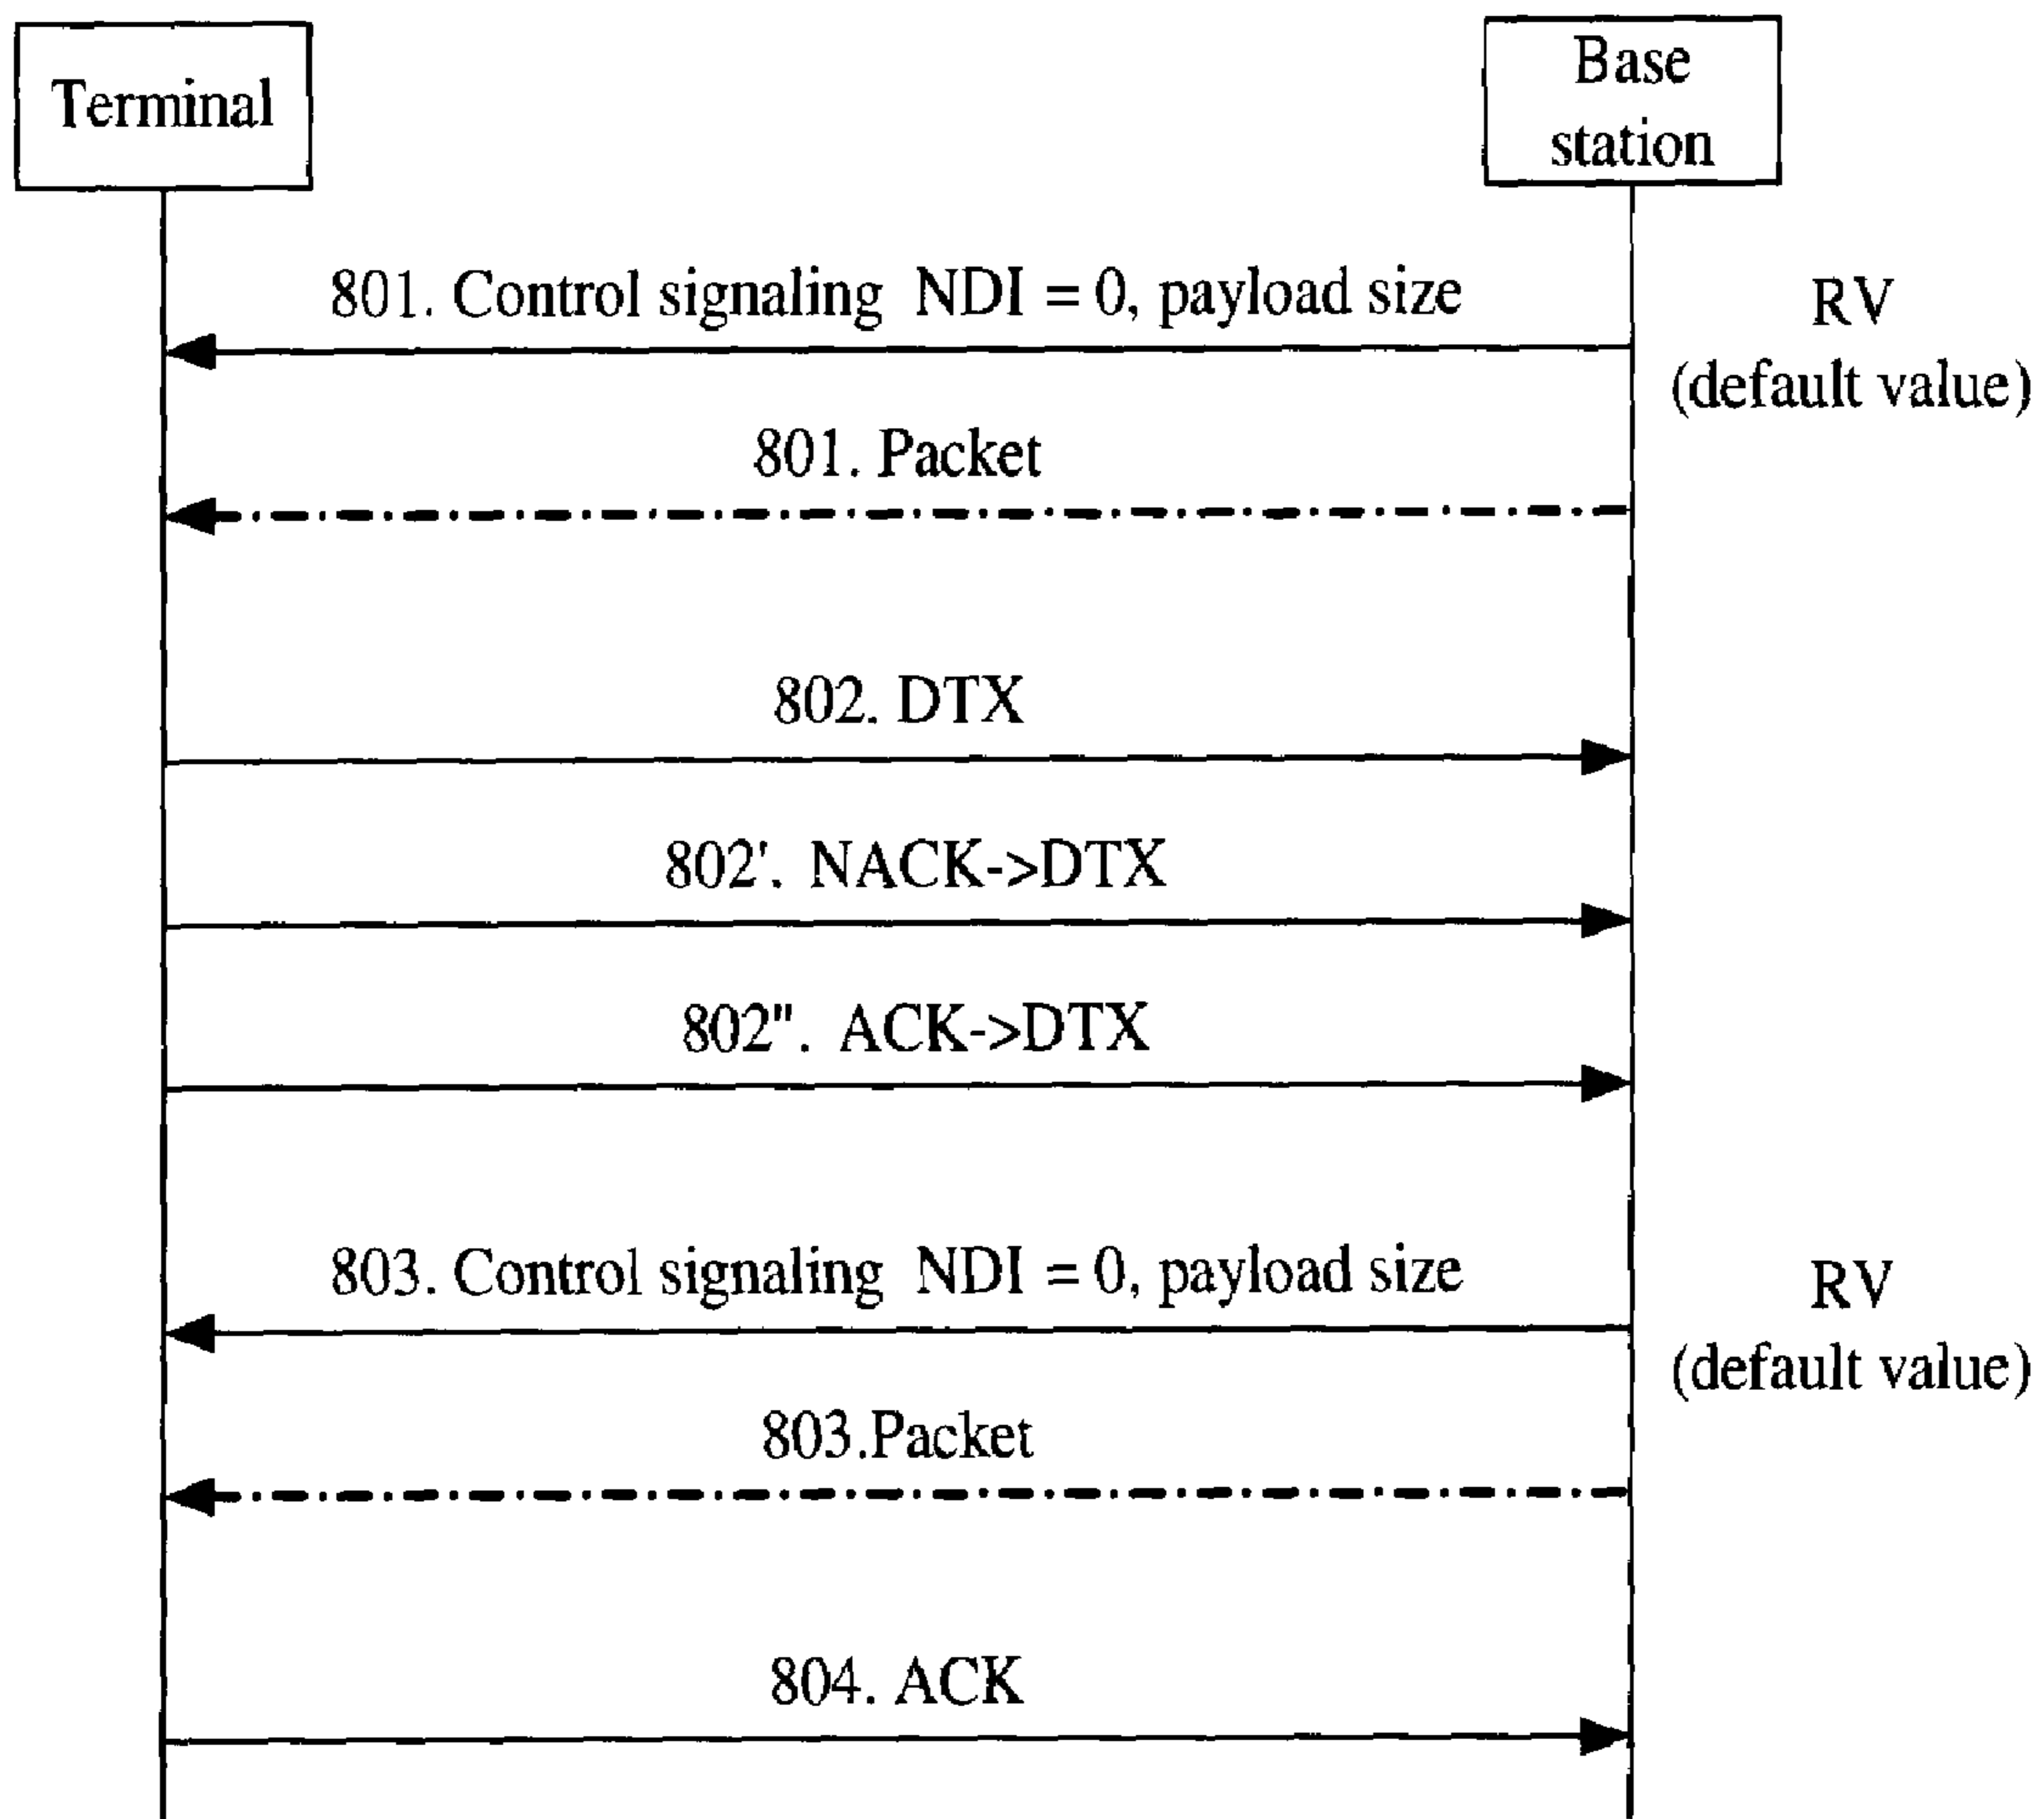 Terminal
Base
station
801. Control signaling NDI = 0, payload size
RV
(default value)
801. Packet
802. DTX
802'. NACK->DTX
802". ACK->DTX
803. Control signaling NDI = 0, payload size
RV
(default value)
803.Packet
804. ACK